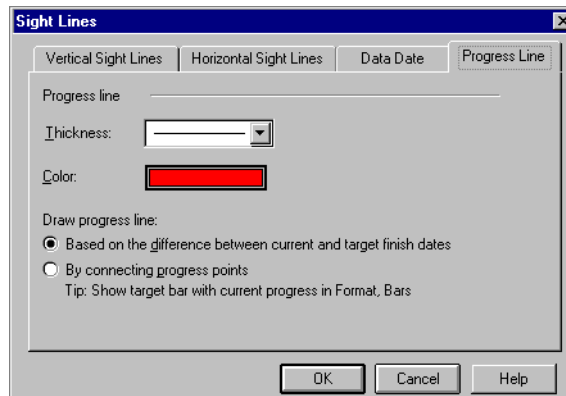 Sight Lines
Vertical Sight Lines Horizontal Sight Lines Data Date Progress Line
Progress line
Thickness:
Color:
Draw progress line:
Based on the difference between current and target finish dates
By connecting progress points
Tip: Show target bar with current progress in Format, Bars
OK Cancel Help